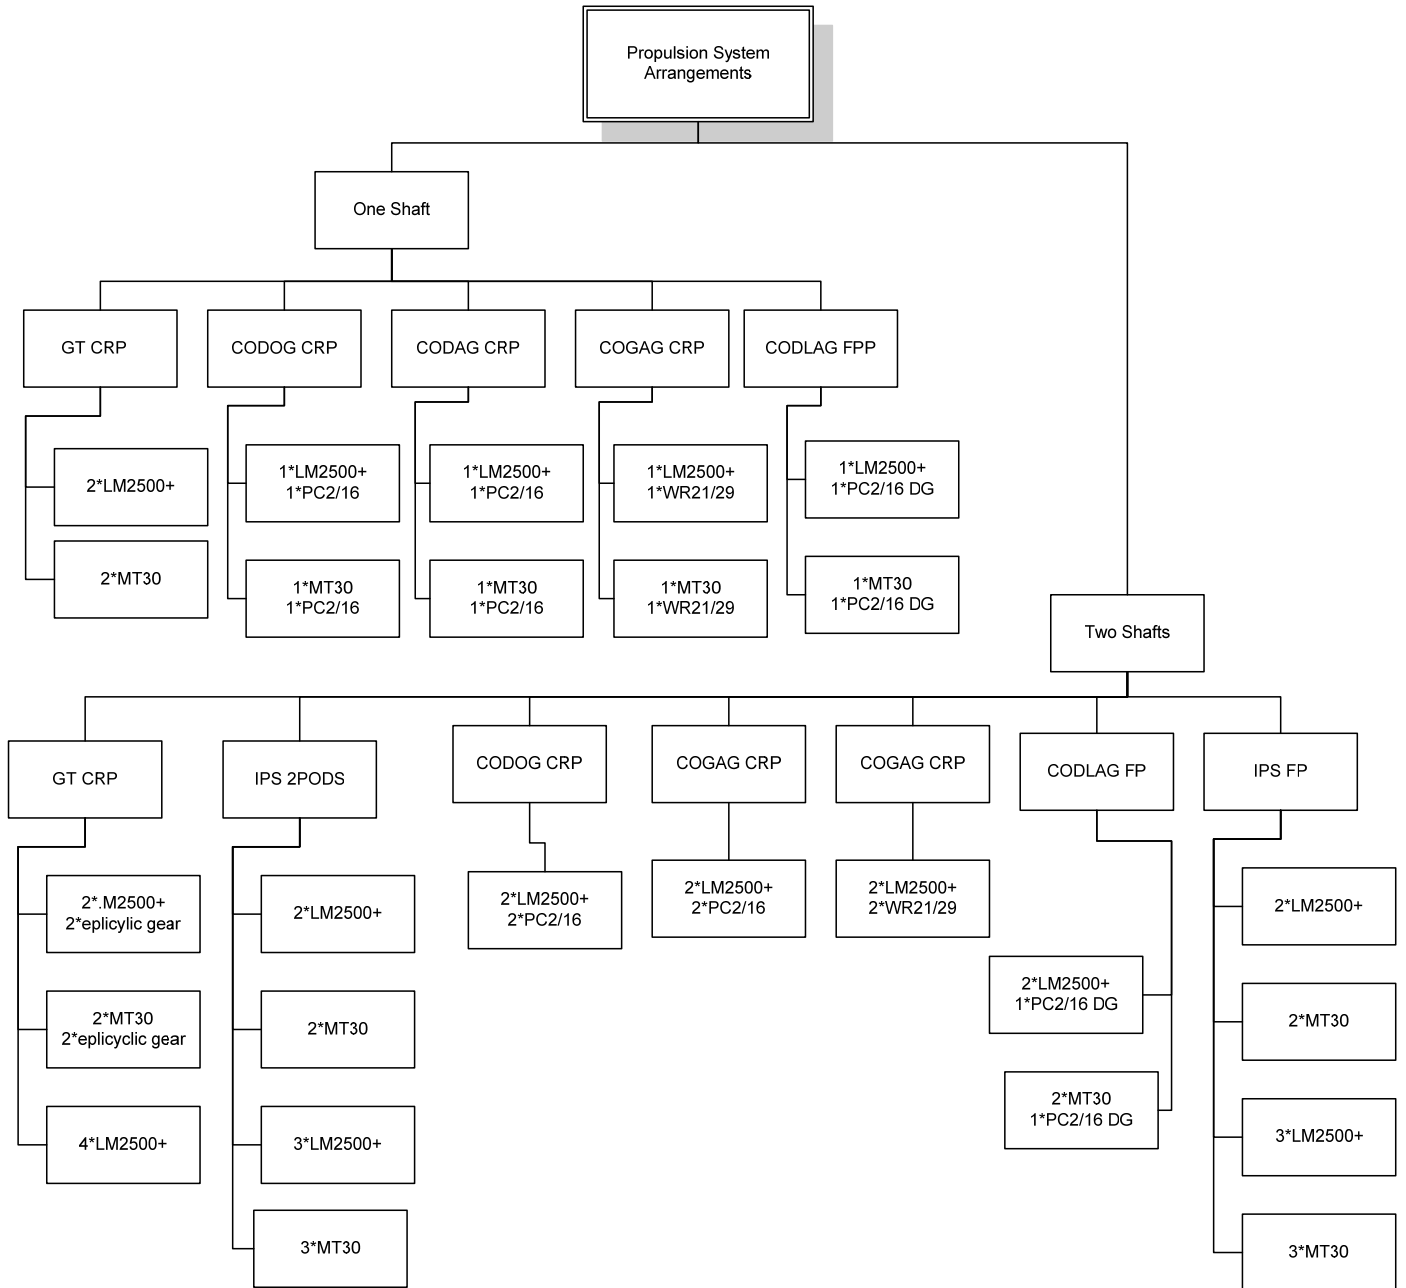 Propulsion System
Arrangements
One Shaft
GT CRP
CODOG CRP
CODAG CRP
COGAG CRP
CODLAG FPP
2*LM2500+
2*MT30
1*LM2500+
1*PC2/16
1*MT30
1*PC2/16
1*LM2500+
1*PC2/16
1*MT30
1*PC2/16
1*LM2500+
1*WR21/29
1*MT30
1*WR21/29
1*LM2500+
1*PC2/16 DG
1*MT30
1*PC2/16 DG
Two Shafts
GT CRP
IPS 2PODS
CODOG CRP
COGAG CRP
COGAG CRP
CODLAG FP
IPS FP
2*.M2500+
2*eplicylic gear
2*MT30
2*eplicyclic gear
4*LM2500+
2*LM2500+
2*MT30
3*LM2500+
3*MT30
2*LM2500+
2*PC2/16
2*LM2500+
2*PC2/16
2*LM2500+
2*WR21/29
2*LM2500+
1*PC2/16 DG
2*MT30
1*PC2/16 DG
2*LM2500+
2*MT30
3*LM2500+
3*MT30